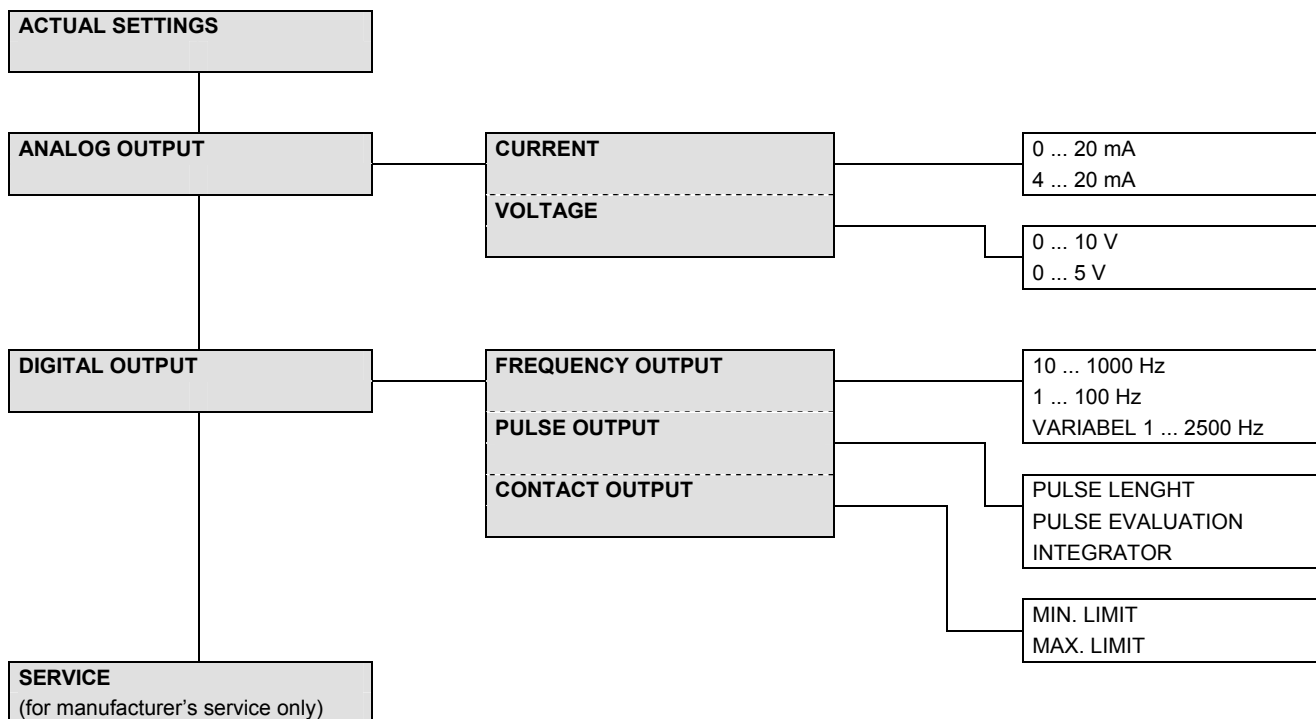 ACTUAL SETTINGS
ANALOG OUTPUT
CURRENT
0 ... 20 mA
4 ... 20 mA
VOLTAGE
0 ... 10 V
0 ... 5 V
DIGITAL OUTPUT
FREQUENCY OUTPUT
10 ... 1000 Hz
1 ... 100 Hz
VARIABEL 1 ... 2500 Hz
PULSE OUTPUT
PULSE LENGHT
PULSE EVALUATION
INTEGRATOR
CONTACT OUTPUT
MIN. LIMIT
MAX. LIMIT
SERVICE
(for manufacturer’s service only)